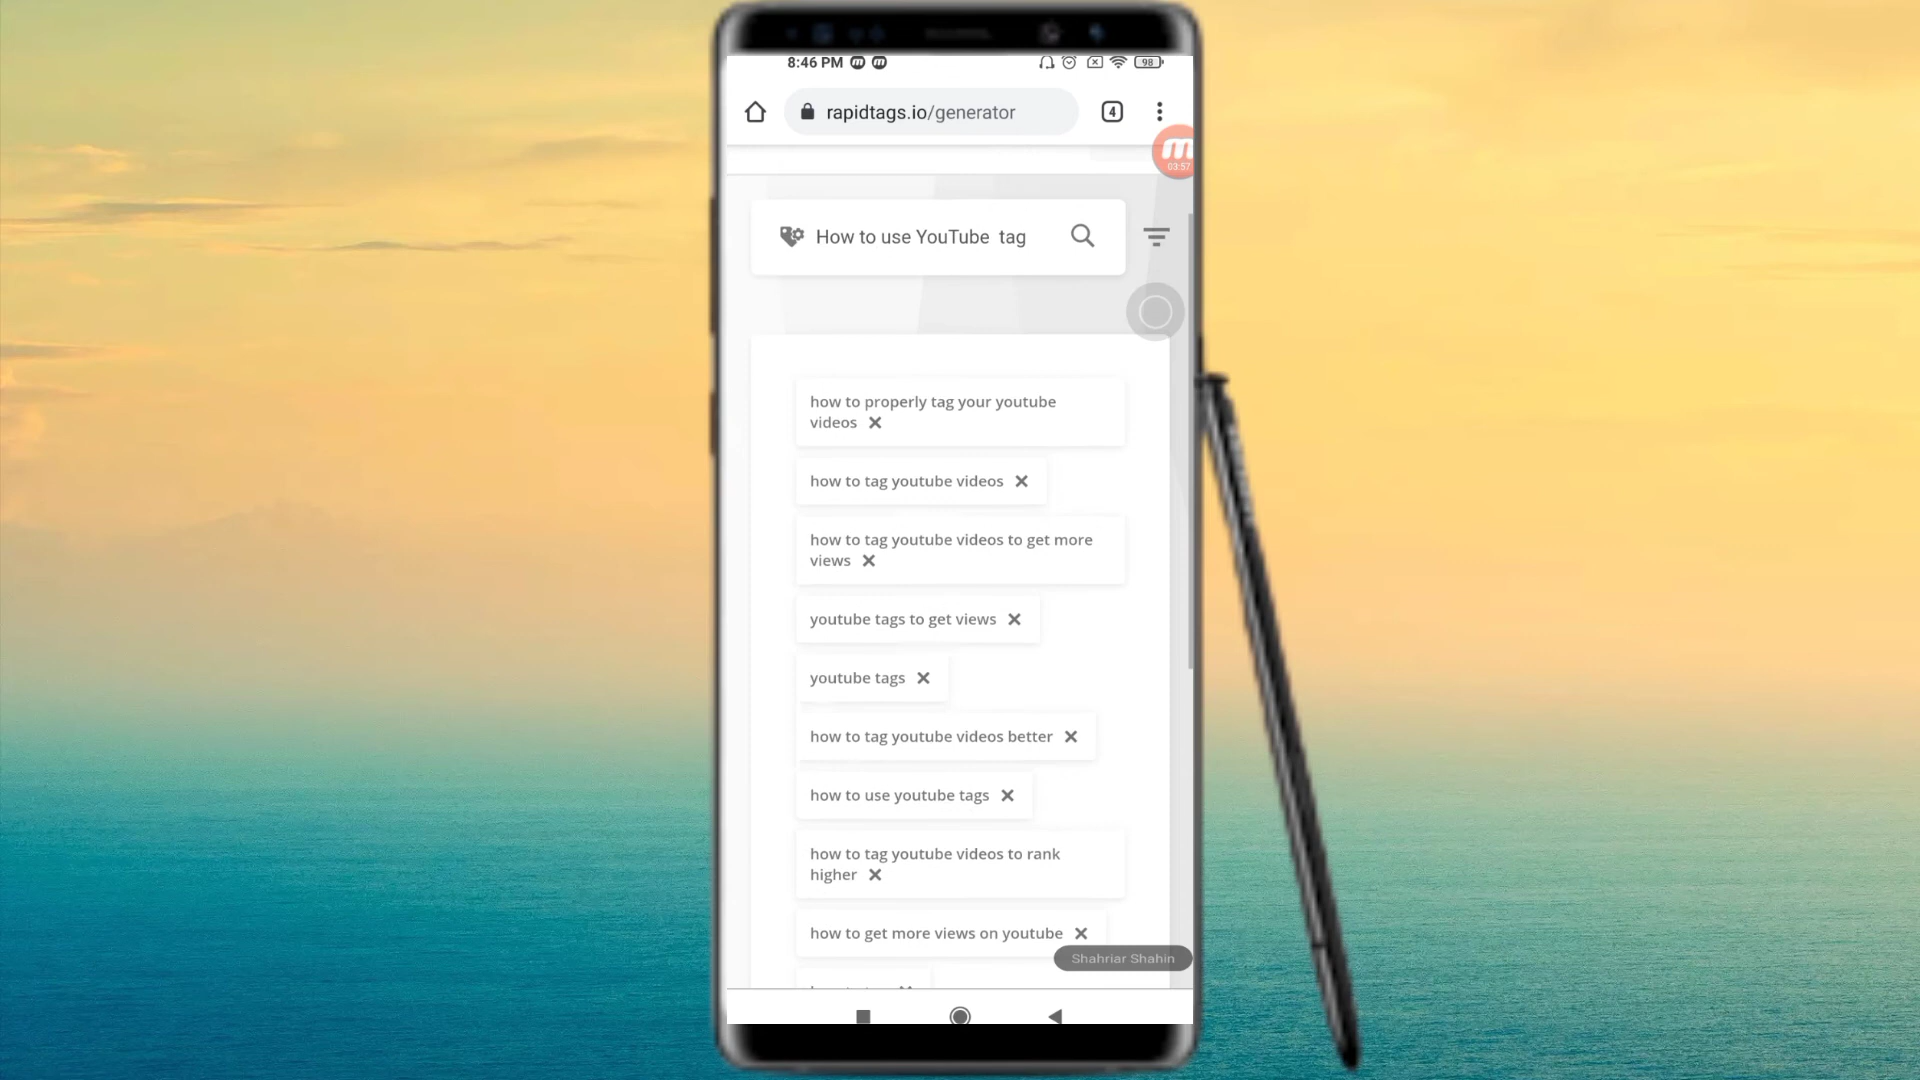 8:46 PM
98
rapidtags.io/generator
4
03:57
How to use YouTube  tag
how to properly tag your youtube
videos
how to tag youtube videos
how to tag youtube videos to get more
views
youtube tags to get views
youtube tags
how to tag youtube videos better
how to use youtube tags
how to tag youtube videos to rank
higher
how to get more views on youtube
Shahriar Shahin